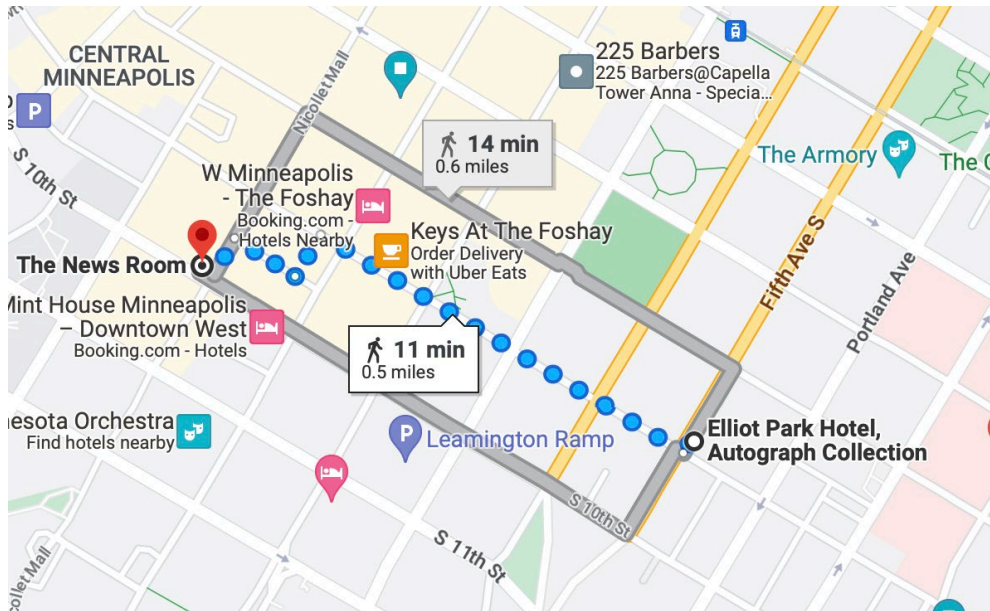 CENTRAL
MINNEAPOLIS
Nicollet Mall
225 Barbers
225 Barbers@Capella
Tower Anna - Specia...
P
S 10th St
14 min
0.6 miles
The Armory
The
W Minneapolis
- The Foshay
Booking.com -
Hotels Nearby
Keys At The Foshay
Order Delivery
with Uber Eats
Fifth Ave S
Portland Ave
The News Room
Mint House Minneapolis
– Downtown West
Booking.com - Hotels
11 min
0.5 miles
nesota Orchestra
Find hotels nearby
P
Leamington Ramp
Elliot Park Hotel,
Autograph Collection
S 10th St
S 11th St
collet Mall